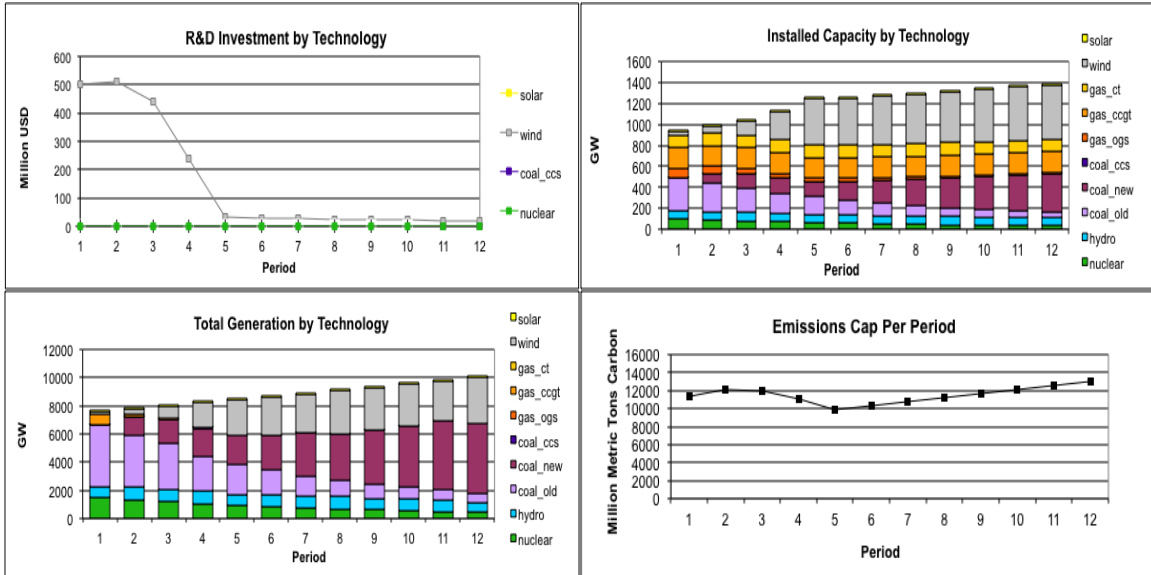 R&D Investment by Technology
Million USD
600
500
400
300
200
100
0
1 2 3 4 5 6 7 8 9 10 11 12
Period
solar
wind
coal_ccs
nuclear
Installed Capacity by Technology
GW
1600
1400
1200
1000
800
600
400
200
0
1 2 3 4 5 6 7 8 9 10 11 12
Period
solar
wind
gas_ct
gas_ccgt
gas_ogs
coal_ccs
coal_new
coal_old
hydro
nuclear
Total Generation by Technology
GW
12000
10000
8000
6000
4000
2000
0
1 2 3 4 5 6 7 8 9 10 11 12
Period
solar
wind
gas_ct
gas_ccgt
gas_ogs
coal_ccs
coal_new
coal_old
hydro
nuclear
Emissions Cap Per Period
Million Metric Tons Carbon
16000
14000
12000
10000
8000
6000
4000
2000
0
1 2 3 4 5 6 7 8 9 10 11 12
Period